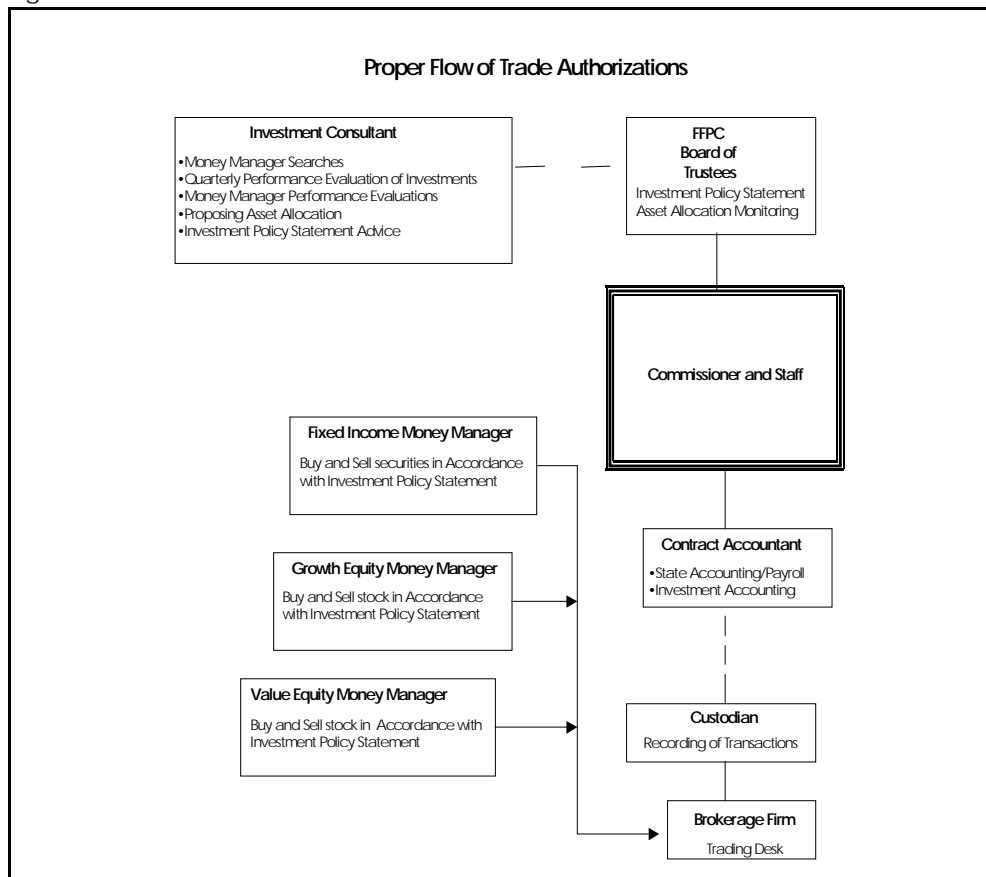 Proper Flow of Trade Authorizations
Investment Consultant
•Money Manager Searches
•Quarterly Performance Evaluation of Investments
•Money Manager Performance Evaluations
•Proposing Asset Allocation
•Investment Policy Statement Advice
FFPC
Board of
Trustees
Investment Policy Statement
Asset Allocation Monitoring
Commissioner and Staff
Fixed Income Money Manager
Buy and Sell securities in Accordance
with Investment Policy Statement
Growth Equity Money Manager
Buy and Sell stock in Accordance
with Investment Policy Statement
Value Equity Money Manager
Buy and Sell stock in Accordance with
Investment Policy Statement
Contract Accountant
•State Accounting/Payroll
•Investment Accounting
Custodian
Recording of Transactions
Brokerage Firm
Trading Desk